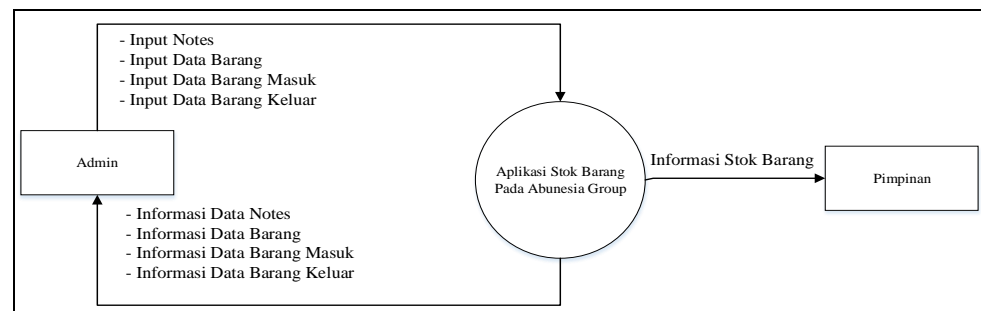 - Input Notes
- Input Data Barang
- Input Data Barang Masuk
- Input Data Barang Keluar
Admin
Aplikasi Stok Barang
Pada Abunesia Group
Informasi Stok Barang
Pimpinan
- Informasi Data Notes
- Informasi Data Barang
- Informasi Data Barang Masuk
- Informasi Data Barang Keluar